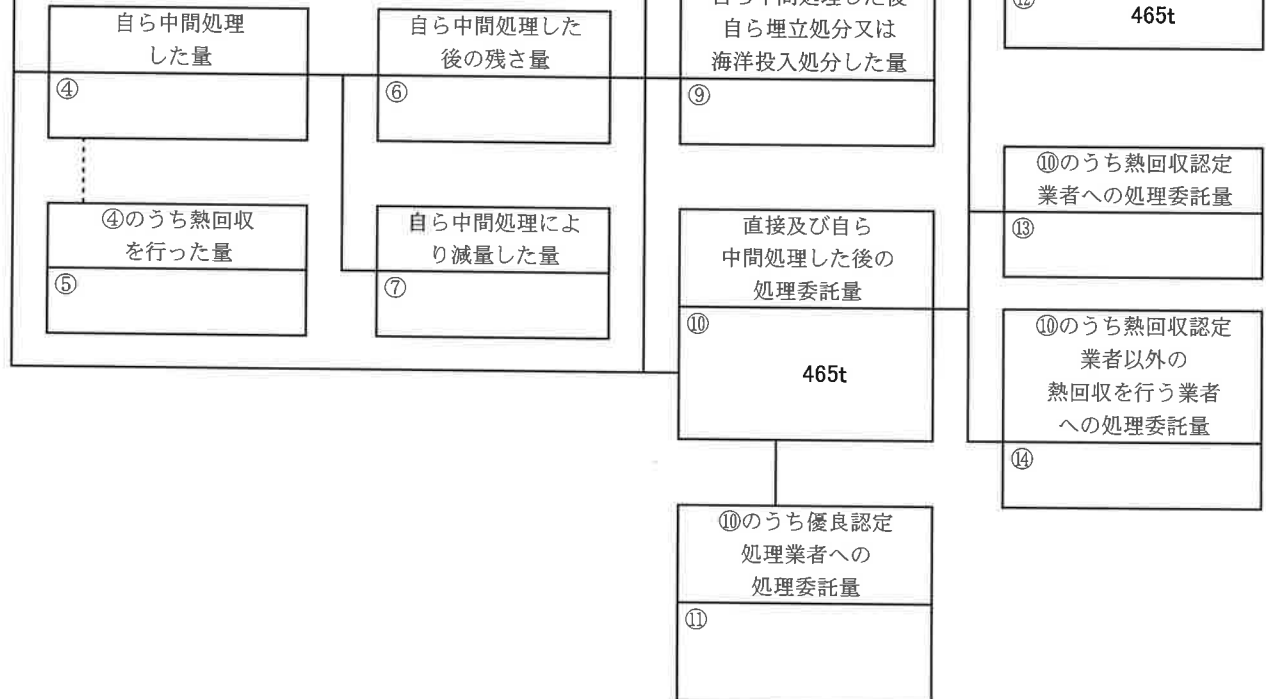 自ら中間処理
した量
④
自ら中間処理した
後の残さ量
⑥
自ら中間処理した後
自ら埋立処分又は
海洋投入処分した量
⑨
⑫
465t
④のうち熱回収
を行った量
⑤
自ら中間処理によ
り減量した量
⑦
直接及び自ら
中間処理した後の
処理委託量
⑩
465t
⑩のうち熱回収認定
業者への処理委託量
⑬
⑩のうち熱回収認定
業者以外の
熱回収を行う業者
への処理委託量
⑭
⑩のうち優良認定
処理業者への
処理委託量
⑪